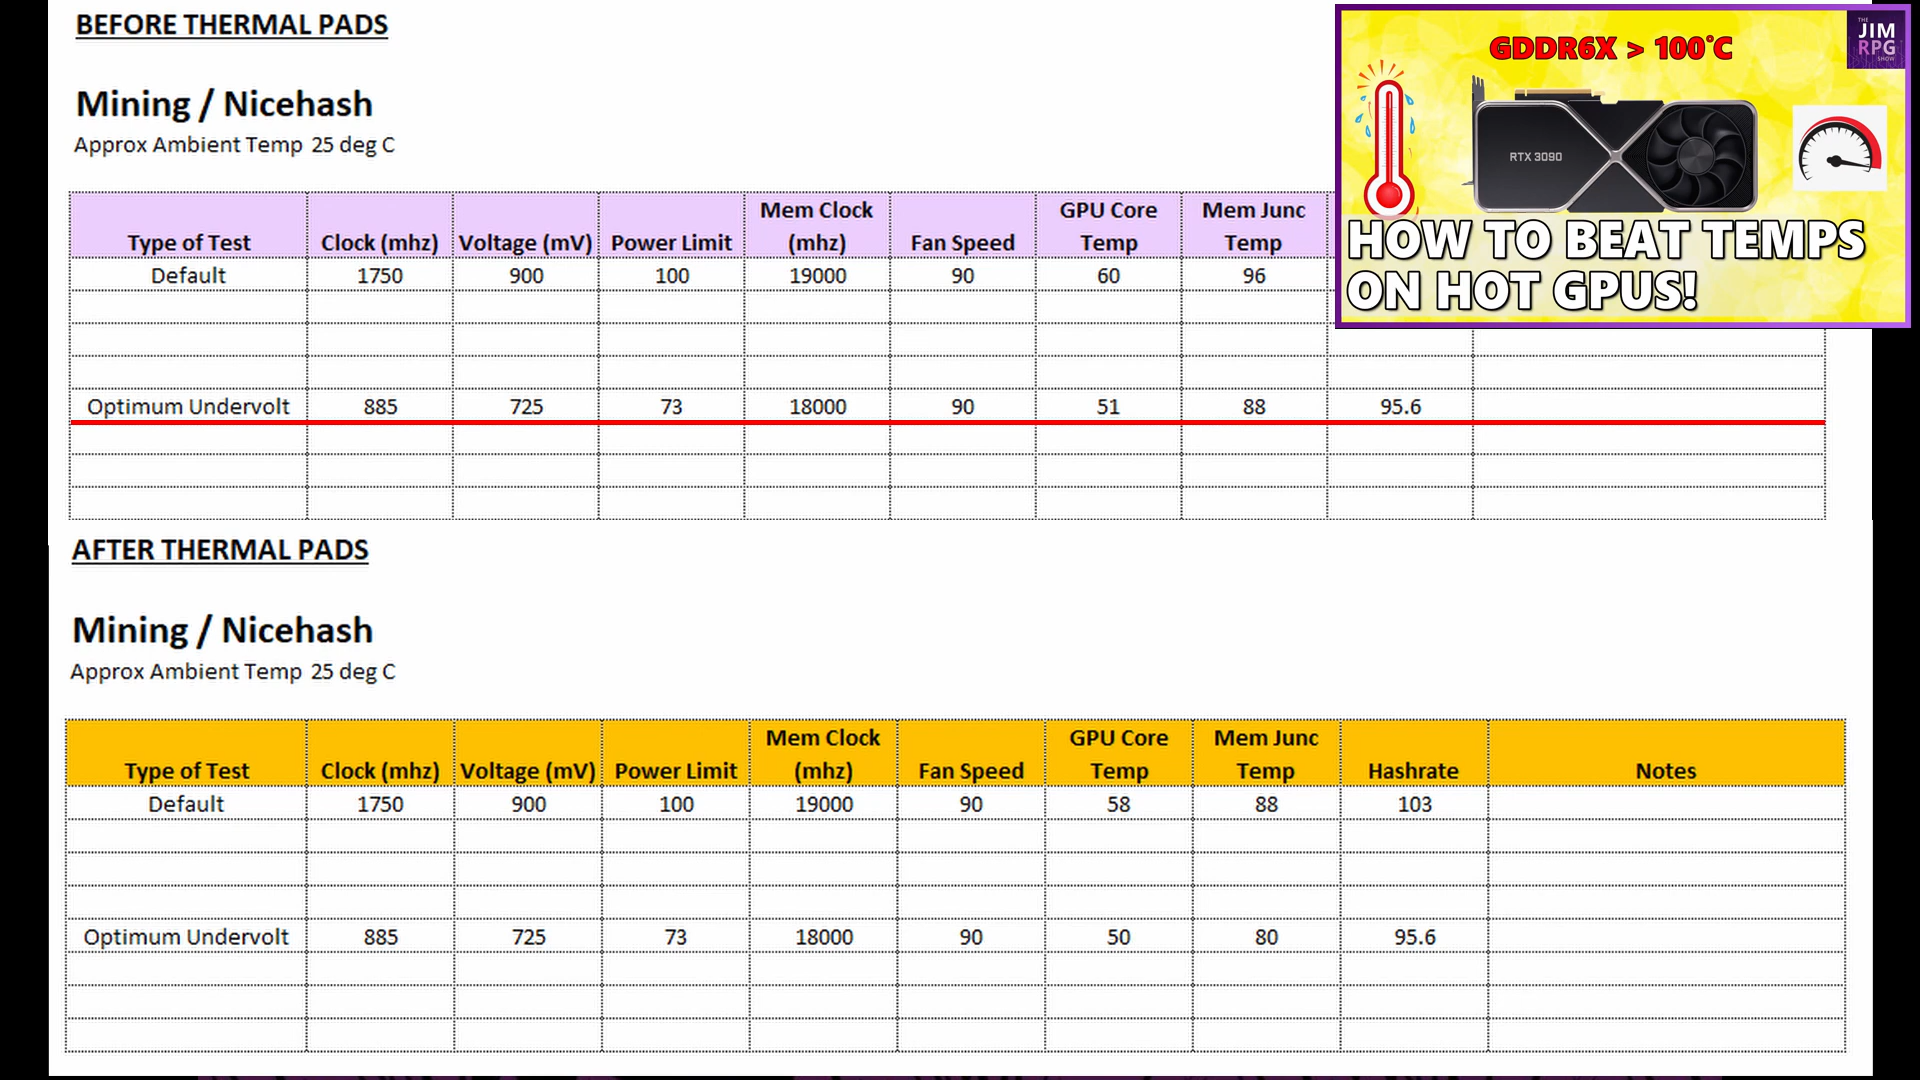 BEFORE THERMAL PADS
Mining / Nicehash
Approx Ambient Temp 25 deg C
Type of Test Clock (mhz) Voltage (mV) Power Limit Mem Clock (mhz) Fan Speed GPU Core Temp Mem Junc Temp
Default 1750 900 100 19000 90 60 96
Optimum Undervolt 885 725 73 18000 90 51 88 95.6
GDDR6X > 100°C
THE
JIM
RPG
SHOW
RTX 3090
HOW TO BEAT TEMPS
ON HOT GPUS!
AFTER THERMAL PADS
Mining / Nicehash
Approx Ambient Temp 25 deg C
Type of Test Clock (mhz) Voltage (mV) Power Limit Mem Clock (mhz) Fan Speed GPU Core Temp Mem Junc Temp Hashrate Notes
Default 1750 900 100 19000 90 58 88 103
Optimum Undervolt 885 725 73 18000 90 50 80 95.6